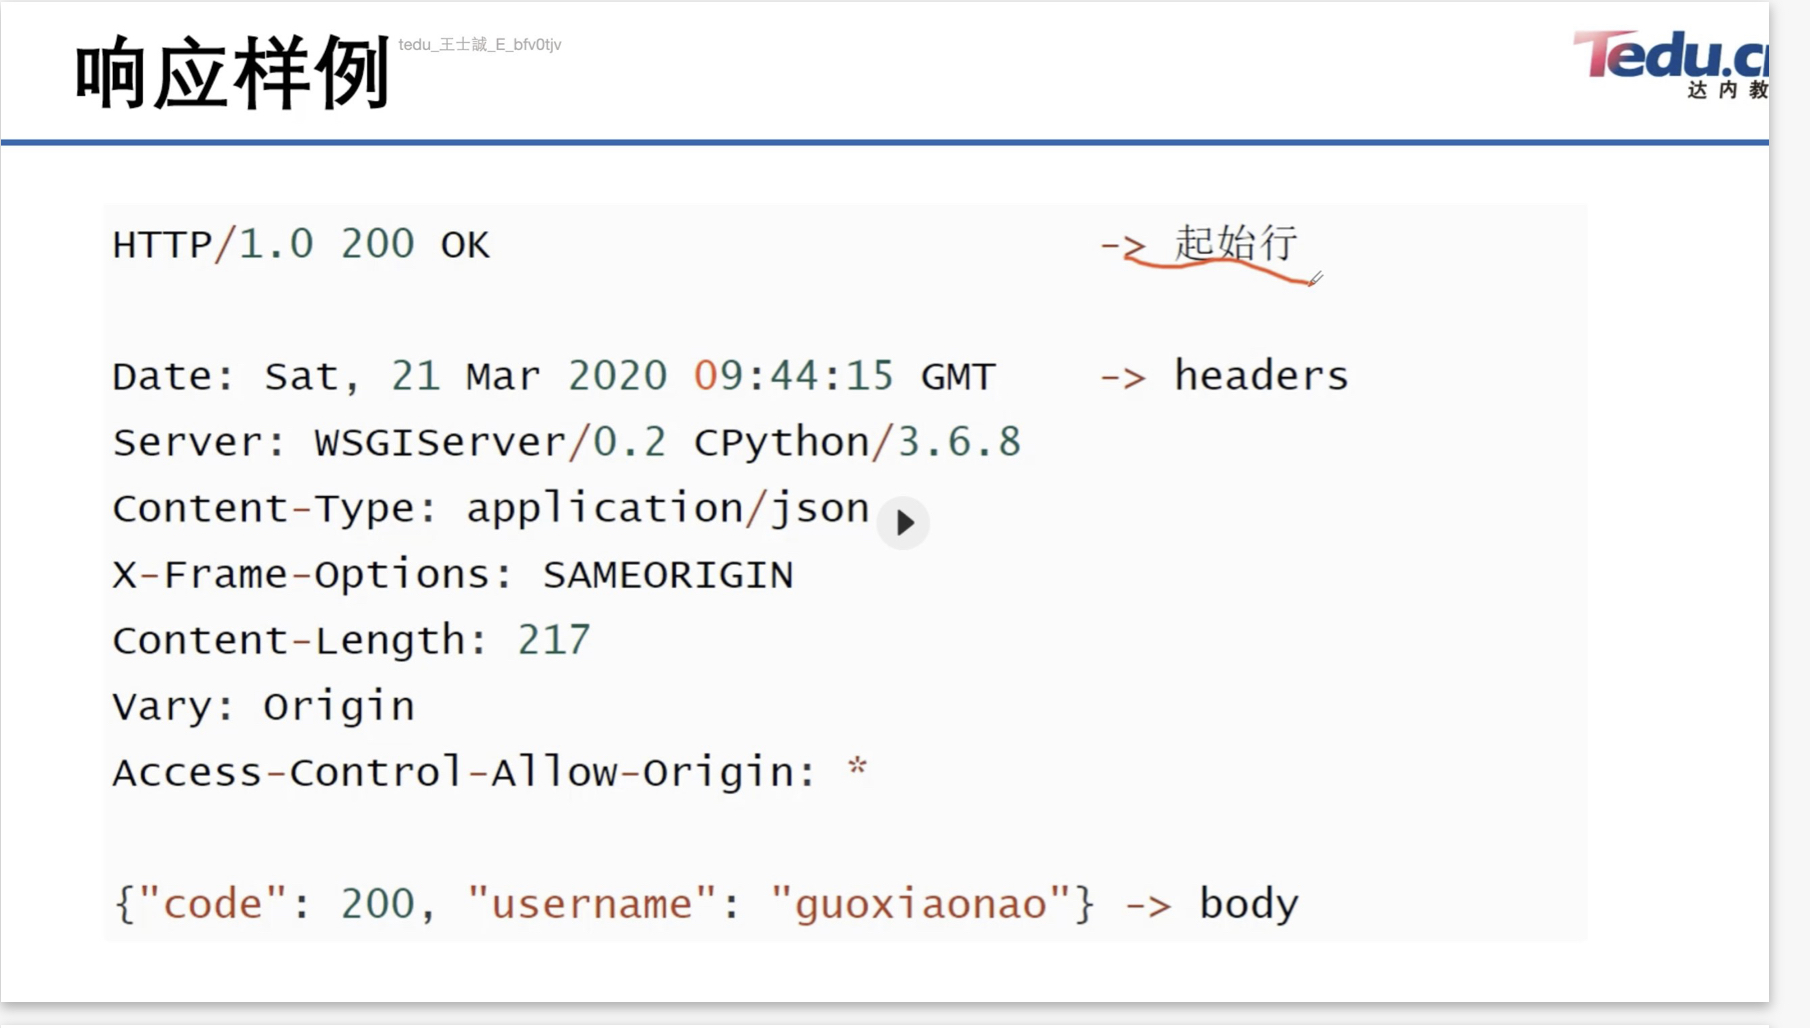 响应样例
tedu_王士誠_E_bfv0tjv
Tedu.c
达内教
HTTP/1.0 200 OK -> 起始行
Date: Sat, 21 Mar 2020 09:44:15 GMT -> headers
Server: WSGIServer/0.2 CPython/3.6.8
Content-Type: application/json
X-Frame-Options: SAMEORIGIN
Content-Length: 217
Vary: Origin
Access-Control-Allow-Origin: *
{"code": 200, "username": "guoxiaonao"} -> body